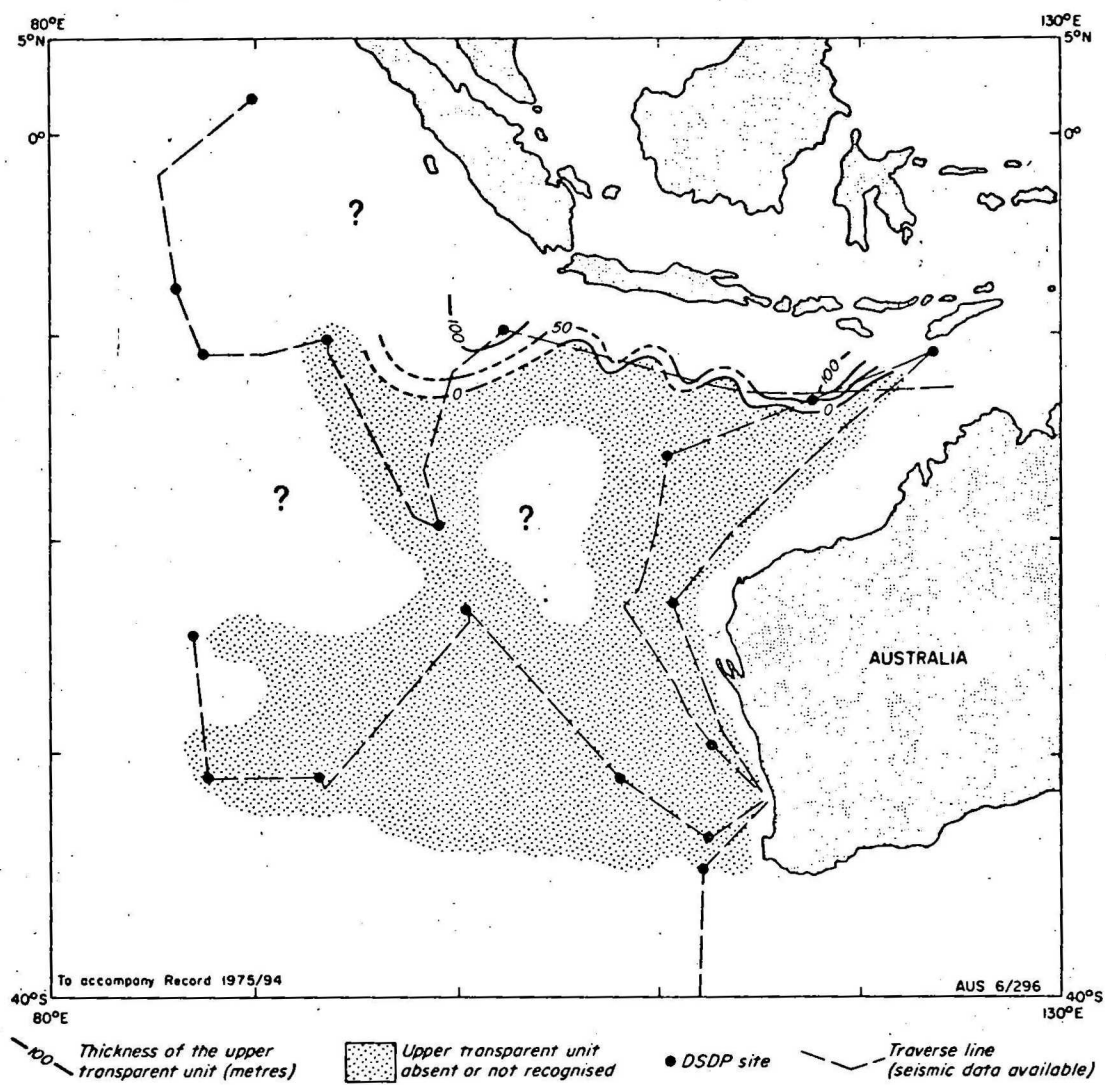 80°E
130°E
5°N
5°N
0°
0°
?
100
50
0
100
0
?
?
AUSTRALIA
To accompany Record 1975/94
AUS 6/296
40°S
40°S
80°E
130°E
100
Thickness of the upper
transparent unit (metres)
Upper transparent unit
absent or not recognised
DSDP site
Traverse line
(seismic data available)